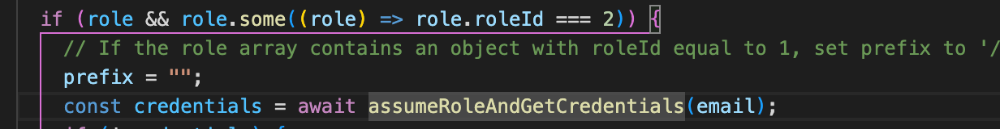 if (role && role.some((role) => role.roleId === 2)) {
// If the role array contains an object with roleId equal to 1, set prefix to '/
prefix = "";
const credentials = await assumeRoleAndGetCredentials(email);